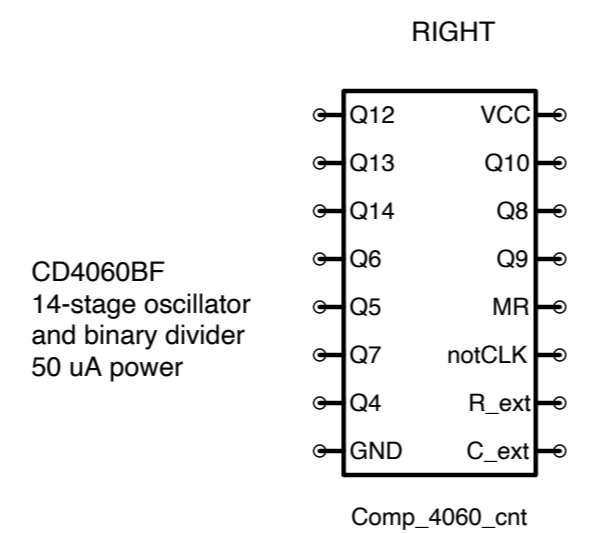 RIGHT
Q12 VCC
Q13 Q10
Q14 Q8
Q6 Q9
Q5 MR
Q7 notCLK
Q4 R_ext
GND C_ext
CD4060BF
14-stage oscillator
and binary divider
50 uA power
Comp_4060_cnt